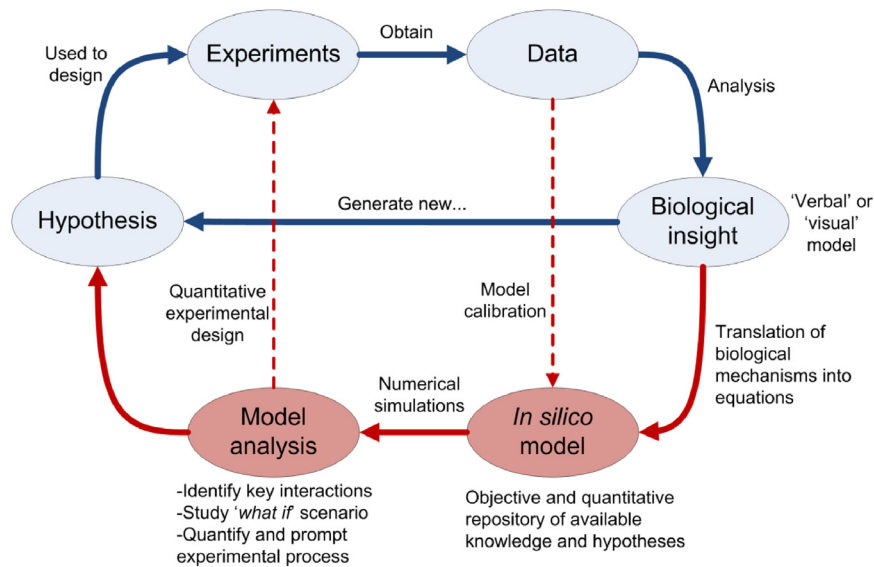 Used to
design
Experiments
Obtain
Data
Analysis
Hypothesis
Generate new...
Biological
insight
'Verbal' or
'visual'
model
Quantitative
experimental
design
Model
calibration
Translation of
biological
mechanisms into
equations
Model
analysis
Numerical
simulations
In silico
model
-Identify key interactions
-Study 'what if' scenario
-Quantify and prompt
experimental process
Objective and quantitative
repository of available
knowledge and hypotheses